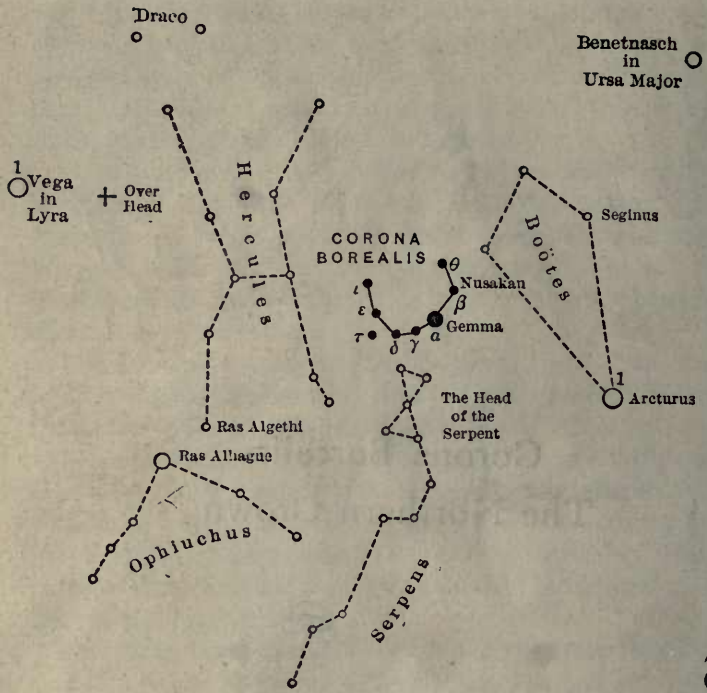 Draco
Benetnasch
in
Ursa Major
1
Vega
in
Lyra
Over
Head
Hercules
CORONA
BOREALIS
θ
Nusakan
β
Gemma
α
γ
δ
ε
ι
τ
Boötes
Seginus
1
Arcturus
The Head
of the
Serpent
Ras Algethi
Ras Alhague
Ophiuchus
Serpens